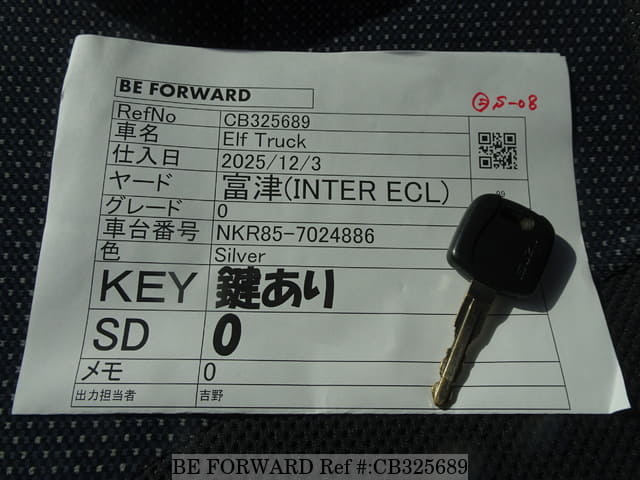 BE FORWARD
㊁ S-08
RefNo CB325689
車名 Elf Truck
仕入日 2025/12/3
ヤード 富津(INTER ECL)
グレード 0
車台番号 NKR85-7024886
色 Silver
KEY 鍵あり
SD 0
メモ 0
出力担当者 吉野
BE FORWARD Ref #:CB325689